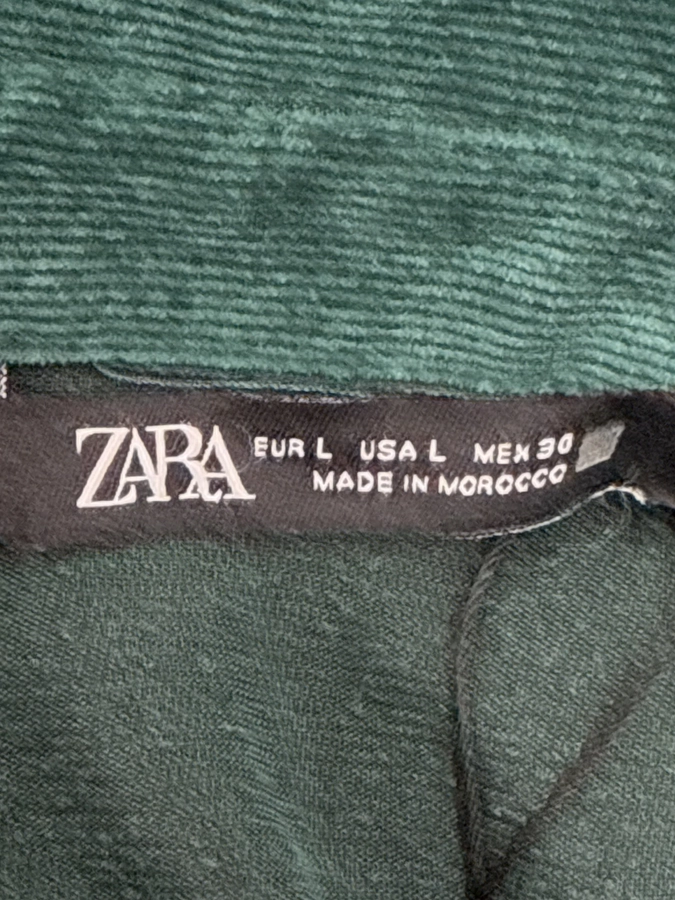 ZARA EUR L USA L MEX 30
MADE IN MOROCCO